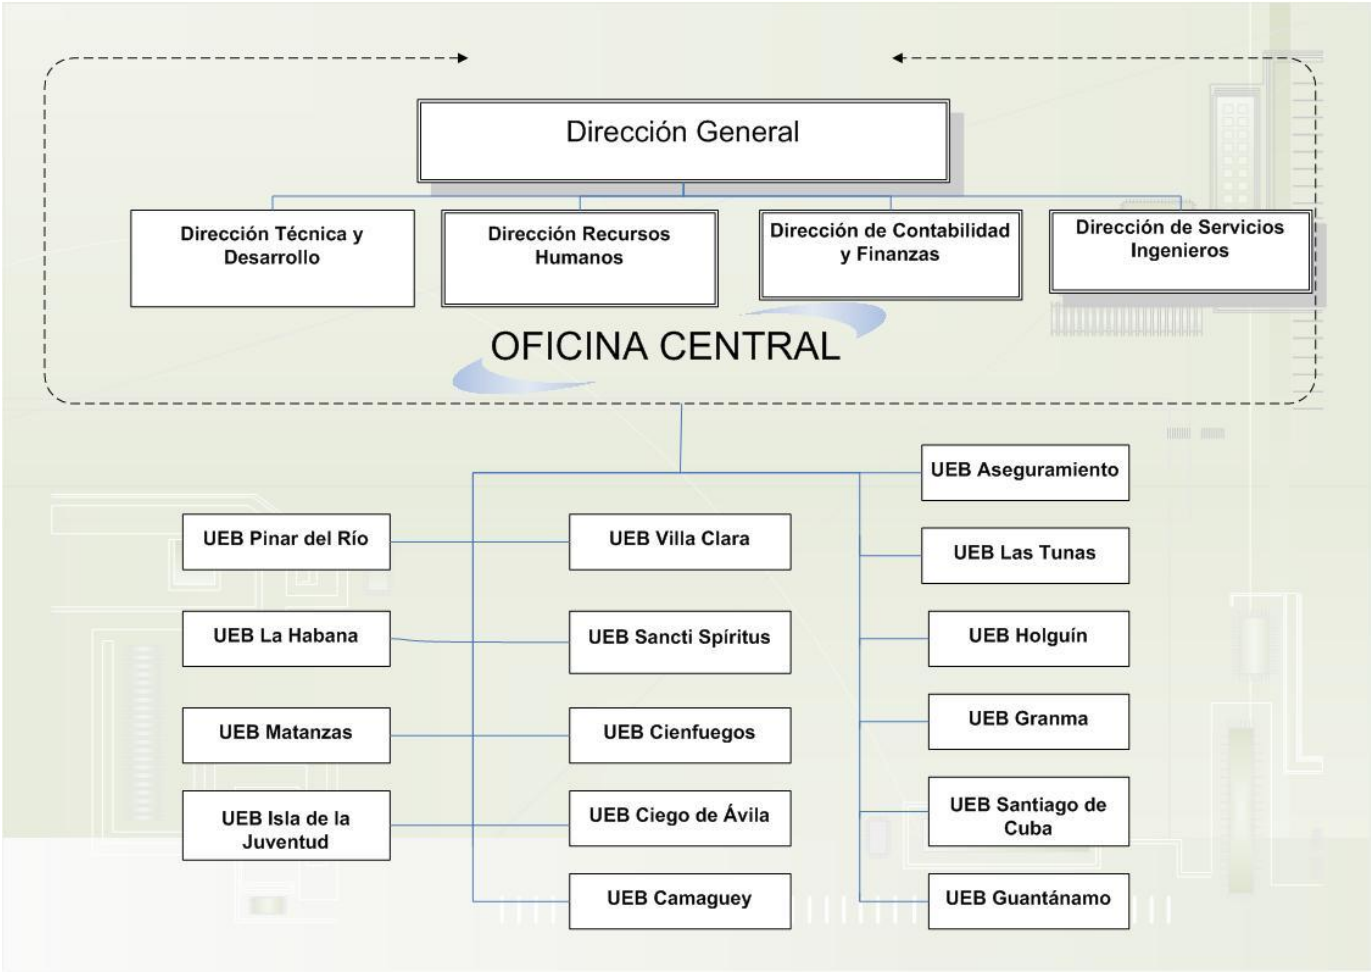 Dirección General
Dirección Técnica y
Desarrollo
Dirección Recursos
Humanos
Dirección de Contabilidad
y Finanzas
Dirección de Servicios
Ingenieros
OFICINA CENTRAL
UEB Pinar del Río
UEB La Habana
UEB Matanzas
UEB Isla de la
Juventud
UEB Villa Clara
UEB Sancti Spíritus
UEB Cienfuegos
UEB Ciego de Ávila
UEB Camaguey
UEB Aseguramiento
UEB Las Tunas
UEB Holguín
UEB Granma
UEB Santiago de
Cuba
UEB Guantánamo